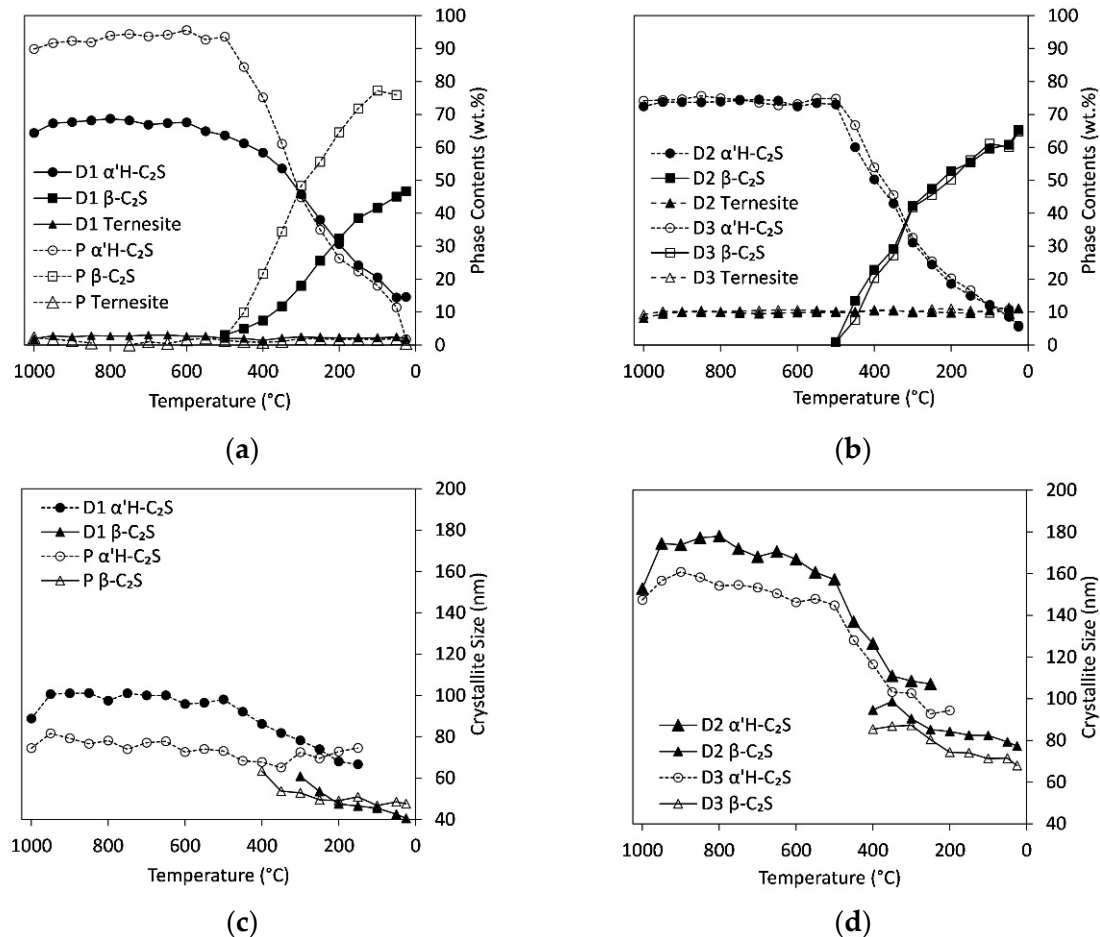 100
90
80
70
60
50
40
30
20
10
0
Phase Contents (wt.%)
D1 α'H-C₂S
D1 β-C₂S
D1 Ternesite
P α'H-C₂S
P β-C₂S
P Ternesite
1000 800 600 400 200 0
Temperature (°C)
(a)
100
90
80
70
60
50
40
30
20
10
0
Phase Contents (wt.%)
D2 α'H-C₂S
D2 β-C₂S
D2 Ternesite
D3 α'H-C₂S
D3 β-C₂S
D3 Ternesite
1000 800 600 400 200 0
Temperature (°C)
(b)
200
180
160
140
120
100
80
60
40
Crystallite Size (nm)
D1 α'H-C₂S
D1 β-C₂S
P α'H-C₂S
P β-C₂S
1000 800 600 400 200 0
Temperature (°C)
(c)
200
180
160
140
120
100
80
60
40
Crystallite Size (nm)
D2 α'H-C₂S
D2 β-C₂S
D3 α'H-C₂S
D3 β-C₂S
1000 800 600 400 200 0
Temperature (°C)
(d)